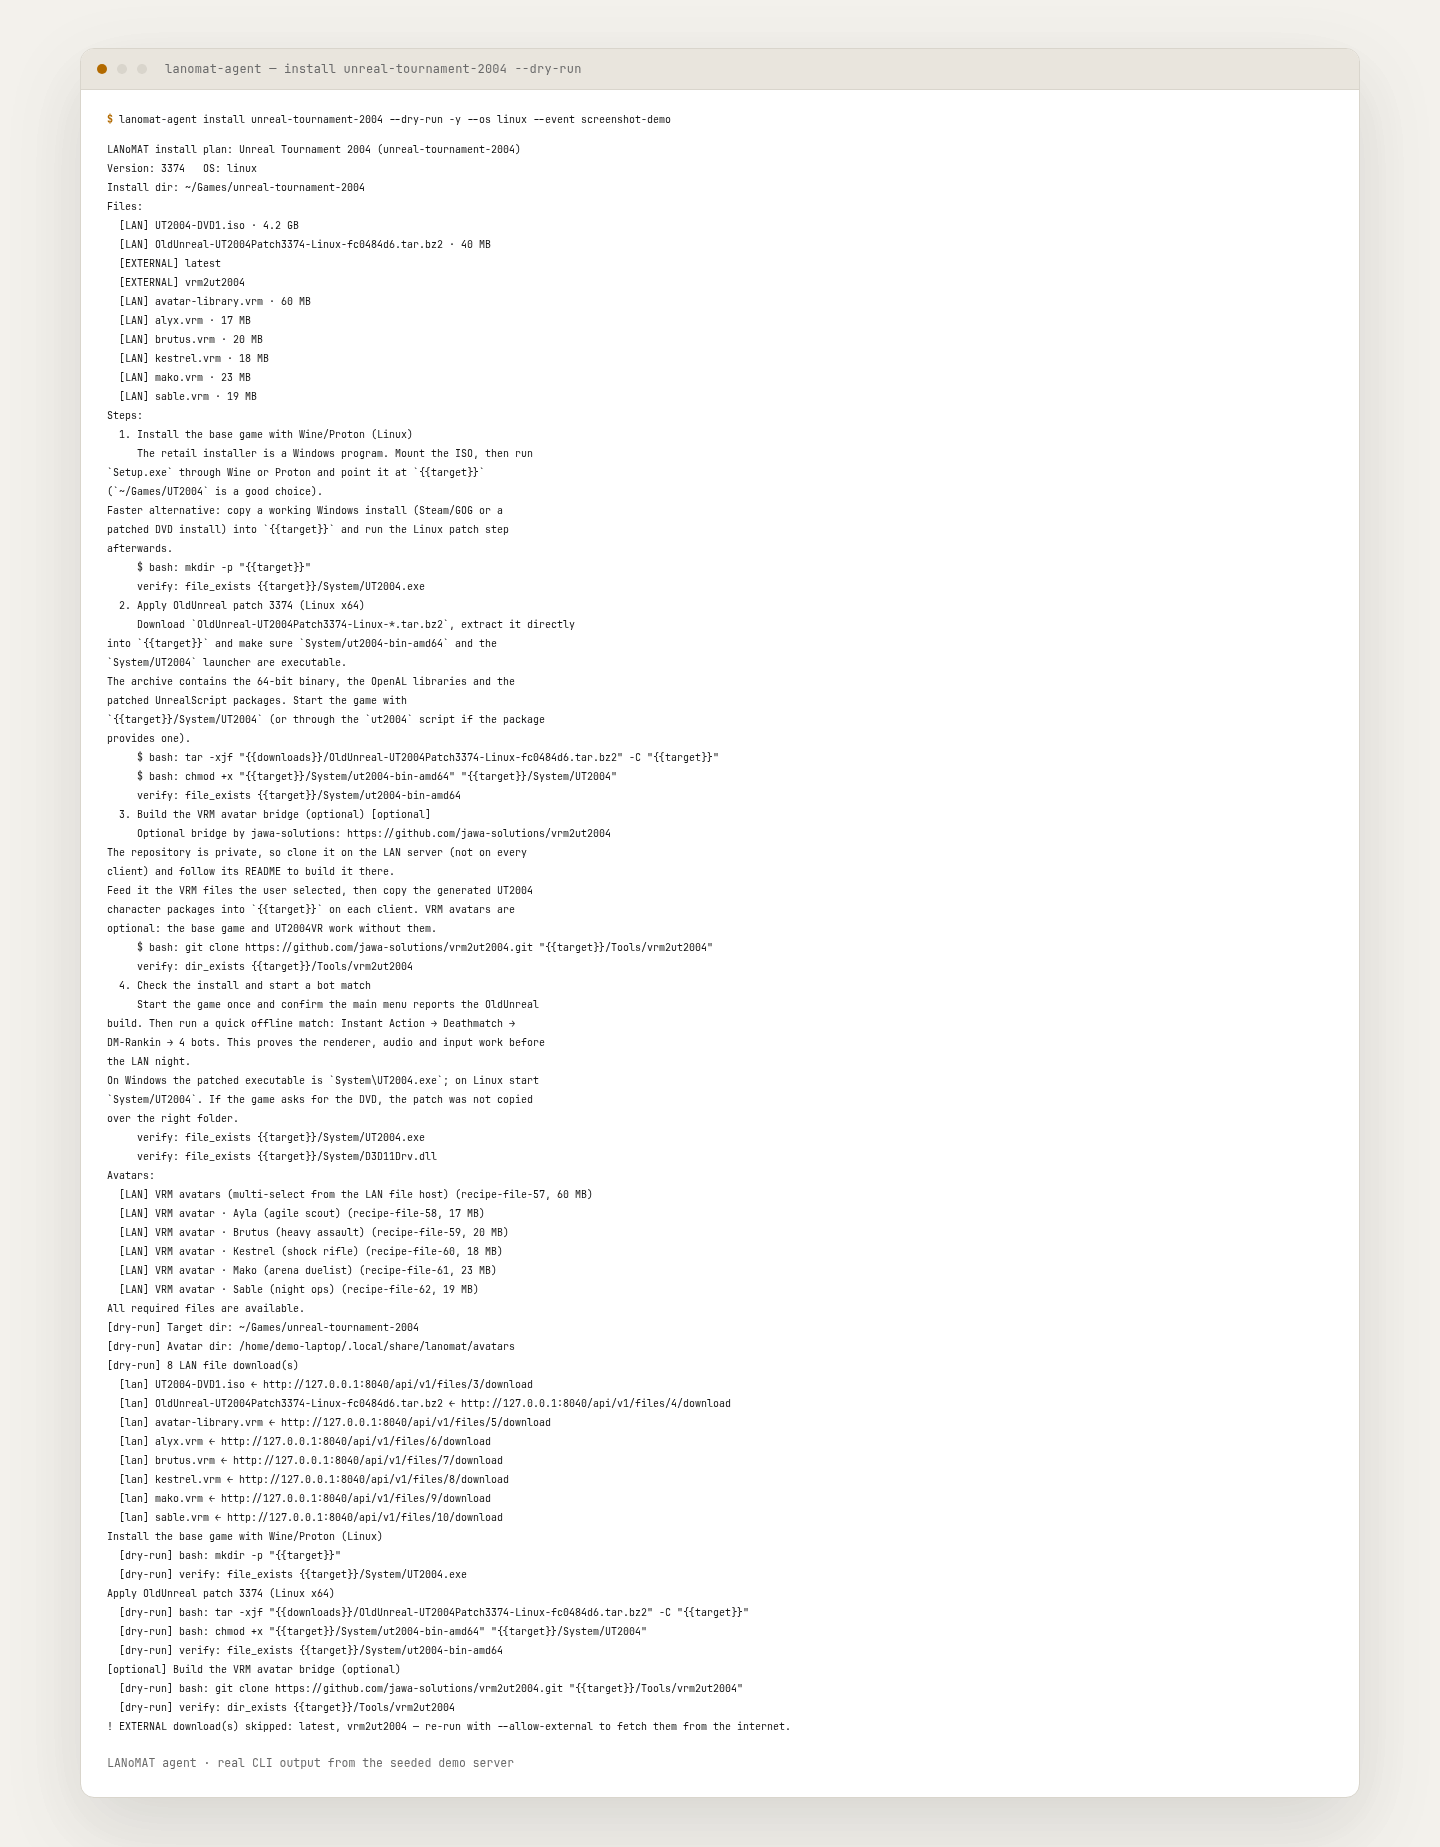 lanomat-agent — install unreal-tournament-2004 --dry-run
$ lanomat-agent install unreal-tournament-2004 --dry-run -y --os linux --event screenshot-demo
LANoMAT install plan: Unreal Tournament 2004 (unreal-tournament-2004)
Version: 3374   OS: linux
Install dir: ~/Games/unreal-tournament-2004
Files:
  [LAN] UT2004-DVD1.iso · 4.2 GB
  [LAN] OldUnreal-UT2004Patch3374-Linux-fc0484d6.tar.bz2 · 40 MB
  [EXTERNAL] latest
  [EXTERNAL] vrm2ut2004
  [LAN] avatar-library.vrm · 60 MB
  [LAN] alyx.vrm · 17 MB
  [LAN] brutus.vrm · 20 MB
  [LAN] kestrel.vrm · 18 MB
  [LAN] mako.vrm · 23 MB
  [LAN] sable.vrm · 19 MB
Steps:
  1. Install the base game with Wine/Proton (Linux)
     The retail installer is a Windows program. Mount the ISO, then run
`Setup.exe` through Wine or Proton and point it at `{{target}}`
(`~/Games/UT2004` is a good choice).
Faster alternative: copy a working Windows install (Steam/GOG or a
patched DVD install) into `{{target}}` and run the Linux patch step
afterwards.
     $ bash: mkdir -p "{{target}}"
     verify: file_exists {{target}}/System/UT2004.exe
  2. Apply OldUnreal patch 3374 (Linux x64)
     Download `OldUnreal-UT2004Patch3374-Linux-*.tar.bz2`, extract it directly
into `{{target}}` and make sure `System/ut2004-bin-amd64` and the
`System/UT2004` launcher are executable.
The archive contains the 64-bit binary, the OpenAL libraries and the
patched UnrealScript packages. Start the game with
`{{target}}/System/UT2004` (or through the `ut2004` script if the package
provides one).
     $ bash: tar -xjf "{{downloads}}/OldUnreal-UT2004Patch3374-Linux-fc0484d6.tar.bz2" -C "{{target}}"
     $ bash: chmod +x "{{target}}/System/ut2004-bin-amd64" "{{target}}/System/UT2004"
     verify: file_exists {{target}}/System/ut2004-bin-amd64
  3. Build the VRM avatar bridge (optional) [optional]
     Optional bridge by jawa-solutions: https://github.com/jawa-solutions/vrm2ut2004
The repository is private, so clone it on the LAN server (not on every
client) and follow its README to build it there.
Feed it the VRM files the user selected, then copy the generated UT2004
character packages into `{{target}}` on each client. VRM avatars are
optional: the base game and UT2004VR work without them.
     $ bash: git clone https://github.com/jawa-solutions/vrm2ut2004.git "{{target}}/Tools/vrm2ut2004"
     verify: dir_exists {{target}}/Tools/vrm2ut2004
  4. Check the install and start a bot match
     Start the game once and confirm the main menu reports the OldUnreal
build. Then run a quick offline match: Instant Action → Deathmatch →
DM-Rankin → 4 bots. This proves the renderer, audio and input work before
the LAN night.
On Windows the patched executable is `System\UT2004.exe`; on Linux start
`System/UT2004`. If the game asks for the DVD, the patch was not copied
over the right folder.
     verify: file_exists {{target}}/System/UT2004.exe
     verify: file_exists {{target}}/System/D3D11Drv.dll
Avatars:
  [LAN] VRM avatars (multi-select from the LAN file host) (recipe-file-57, 60 MB)
  [LAN] VRM avatar · Ayla (agile scout) (recipe-file-58, 17 MB)
  [LAN] VRM avatar · Brutus (heavy assault) (recipe-file-59, 20 MB)
  [LAN] VRM avatar · Kestrel (shock rifle) (recipe-file-60, 18 MB)
  [LAN] VRM avatar · Mako (arena duelist) (recipe-file-61, 23 MB)
  [LAN] VRM avatar · Sable (night ops) (recipe-file-62, 19 MB)
All required files are available.
[dry-run] Target dir: ~/Games/unreal-tournament-2004
[dry-run] Avatar dir: /home/demo-laptop/.local/share/lanomat/avatars
[dry-run] 8 LAN file download(s)
  [lan] UT2004-DVD1.iso ← http://127.0.0.1:8040/api/v1/files/3/download
  [lan] OldUnreal-UT2004Patch3374-Linux-fc0484d6.tar.bz2 ← http://127.0.0.1:8040/api/v1/files/4/download
  [lan] avatar-library.vrm ← http://127.0.0.1:8040/api/v1/files/5/download
  [lan] alyx.vrm ← http://127.0.0.1:8040/api/v1/files/6/download
  [lan] brutus.vrm ← http://127.0.0.1:8040/api/v1/files/7/download
  [lan] kestrel.vrm ← http://127.0.0.1:8040/api/v1/files/8/download
  [lan] mako.vrm ← http://127.0.0.1:8040/api/v1/files/9/download
  [lan] sable.vrm ← http://127.0.0.1:8040/api/v1/files/10/download
Install the base game with Wine/Proton (Linux)
  [dry-run] bash: mkdir -p "{{target}}"
  [dry-run] verify: file_exists {{target}}/System/UT2004.exe
Apply OldUnreal patch 3374 (Linux x64)
  [dry-run] bash: tar -xjf "{{downloads}}/OldUnreal-UT2004Patch3374-Linux-fc0484d6.tar.bz2" -C "{{target}}"
  [dry-run] bash: chmod +x "{{target}}/System/ut2004-bin-amd64" "{{target}}/System/UT2004"
  [dry-run] verify: file_exists {{target}}/System/ut2004-bin-amd64
[optional] Build the VRM avatar bridge (optional)
  [dry-run] bash: git clone https://github.com/jawa-solutions/vrm2ut2004.git "{{target}}/Tools/vrm2ut2004"
  [dry-run] verify: dir_exists {{target}}/Tools/vrm2ut2004
! EXTERNAL download(s) skipped: latest, vrm2ut2004 — re-run with --allow-external to fetch them from the internet.
LANoMAT agent · real CLI output from the seeded demo server